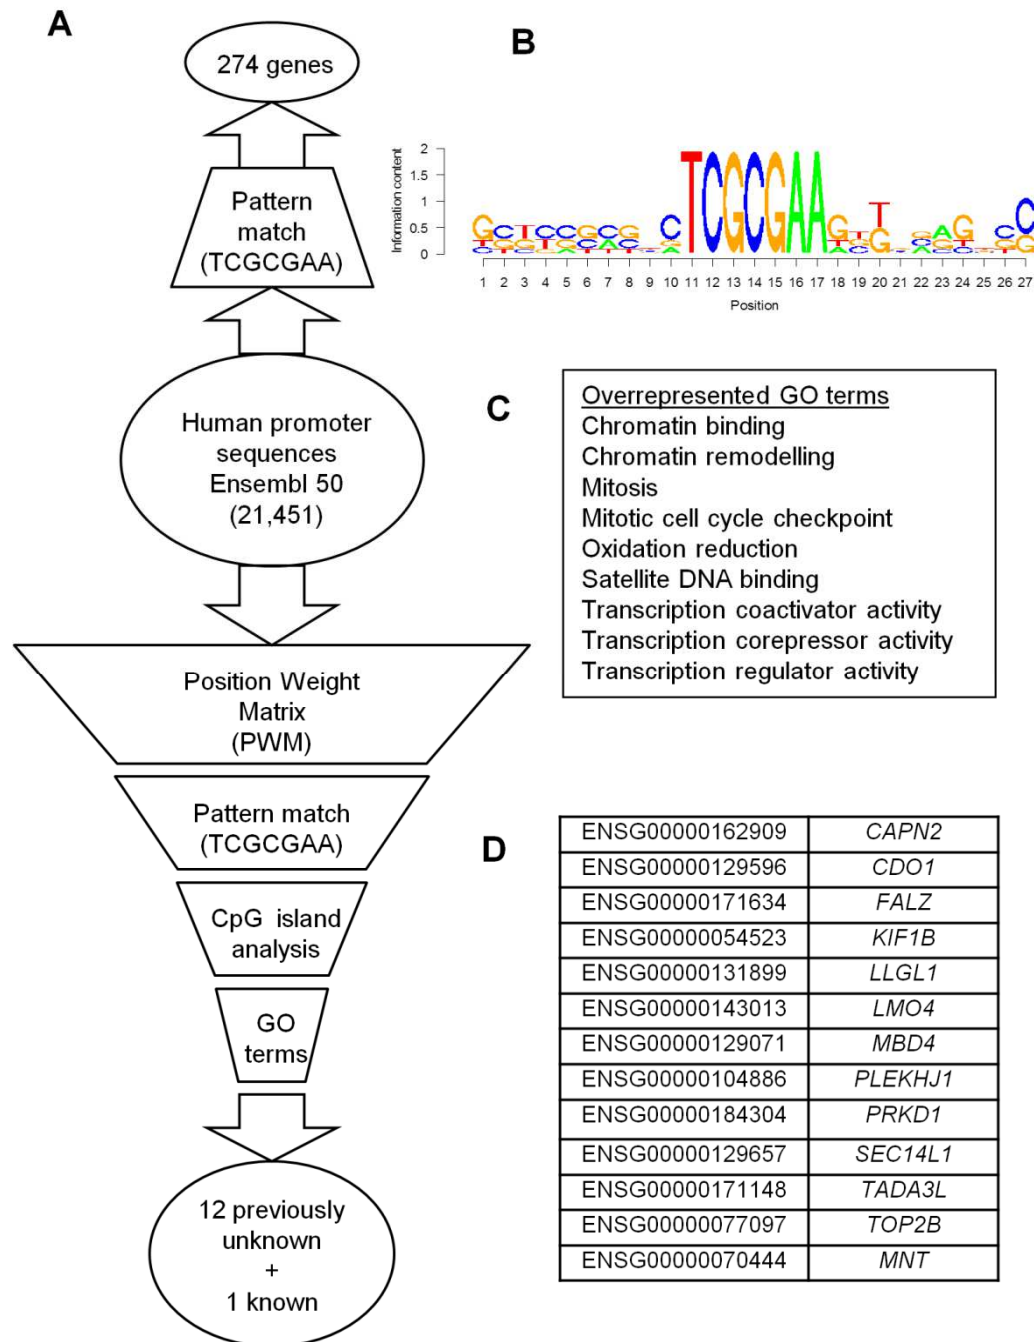 A
274 genes
Pattern
match
(TCGCGAA)
Human promoter
sequences
Ensembl 50
(21,451)
Position Weight
Matrix
(PWM)
Pattern match
(TCGCGAA)
CpG island
analysis
GO
terms
12 previously
unknown
+
1 known
B
Information content
2
1.5
1
0.5
0
TCGCGAA
1 2 3 4 5 6 7 8 9 10 11 12 13 14 15 16 17 18 19 20 21 22 23 24 25 26 27
Position
C
Overrepresented GO terms
Chromatin binding
Chromatin remodelling
Mitosis
Mitotic cell cycle checkpoint
Oxidation reduction
Satellite DNA binding
Transcription coactivator activity
Transcription corepressor activity
Transcription regulator activity
D
ENSG00000162909 CAPN2
ENSG00000129596 CDO1
ENSG00000171634 FALZ
ENSG00000054523 KIF1B
ENSG00000131899 LLGL1
ENSG00000143013 LMO4
ENSG00000129071 MBD4
ENSG00000104886 PLEKHJ1
ENSG00000184304 PRKD1
ENSG00000129657 SEC14L1
ENSG00000171148 TADA3L
ENSG00000077097 TOP2B
ENSG00000070444 MNT